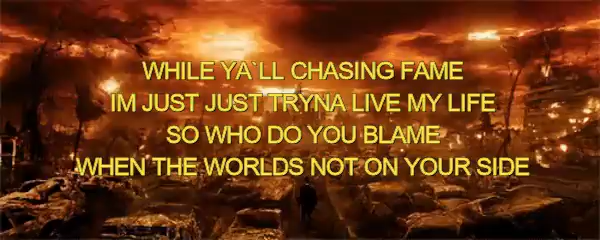 WHILE YA`LL CHASING FAME
IM JUST JUST TRYNA LIVE MY LIFE
SO WHO DO YOU BLAME
WHEN THE WORLDS NOT ON YOUR SIDE